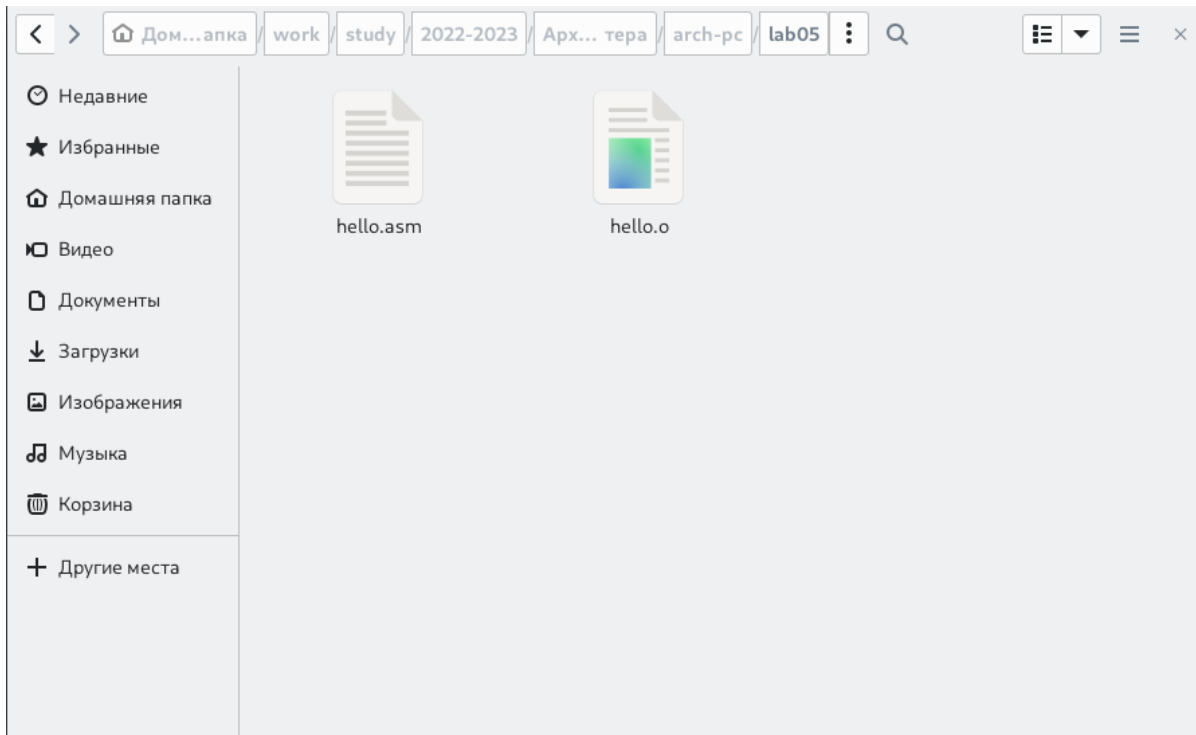 Дом...апка / work / study / 2022-2023 / Арх... тера / arch-pc / lab05
Недавние
Избранные
Домашняя папка
Видео
Документы
Загрузки
Изображения
Музыка
Корзина
Другие места
hello.asm
hello.o